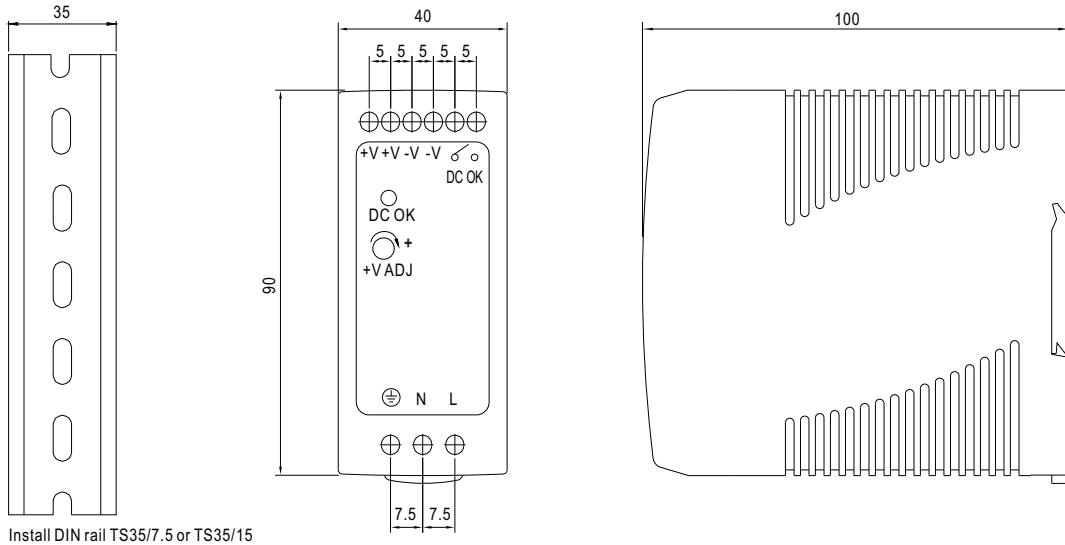 35
40
100
5 5 5 5 5
+V +V -V -V
DC OK
DC OK
+
+V ADJ
90
N L
7.5 7.5
Install DIN rail TS35/7.5 or TS35/15